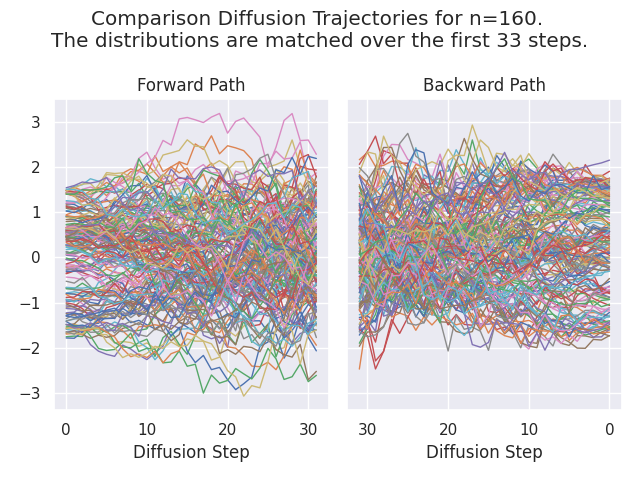 Comparison Diffusion Trajectories for n=160.
The distributions are matched over the first 33 steps.
Forward Path
Backward Path
3
2
1
0
−1
−2
−3
0 10 20 30
30 20 10 0
Diffusion Step
Diffusion Step